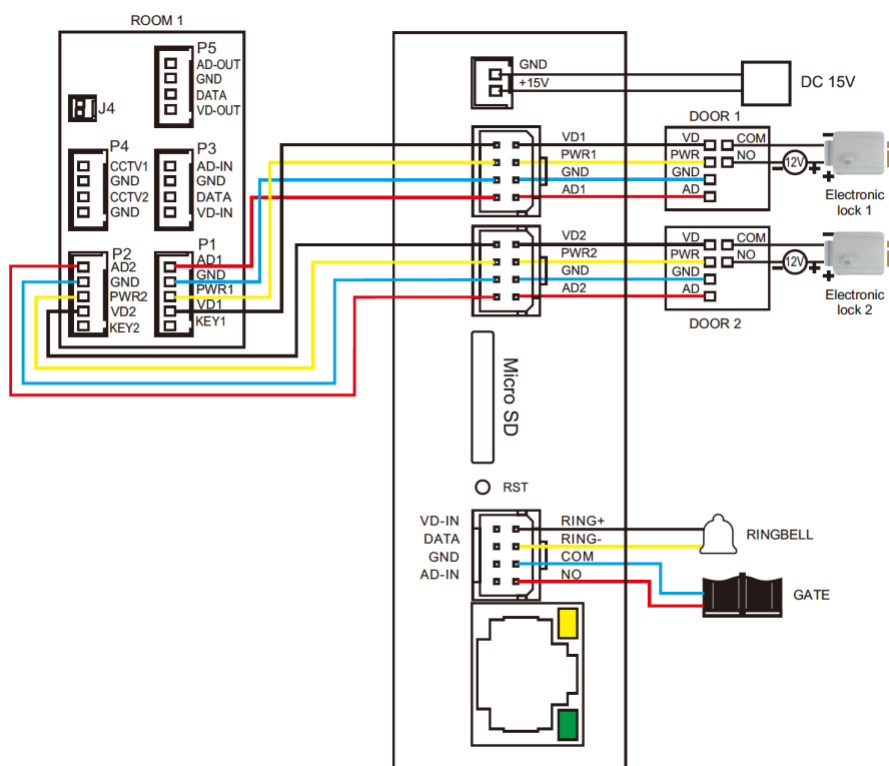 ROOM 1
P5
AD-OUT
GND
DATA
VD-OUT
J4
P4
CCTV1
GND
CCTV2
GND
P3
AD-IN
GND
DATA
VD-IN
P2
AD2
GND
PWR2
VD2
KEY2
P1
AD1
GND
PWR1
VD1
KEY1
GND
+15V
DC 15V
VD1
PWR1
GND
AD1
DOOR 1
VD
PWR
GND
AD
COM
NO
12V
Electronic
lock 1
VD2
PWR2
GND
AD2
VD
PWR
GND
AD
COM
NO
DOOR 2
12V
Electronic
lock 2
Micro SD
RST
VD-IN
DATA
GND
AD-IN
RING+
RING-
COM
NO
RINGBELL
GATE